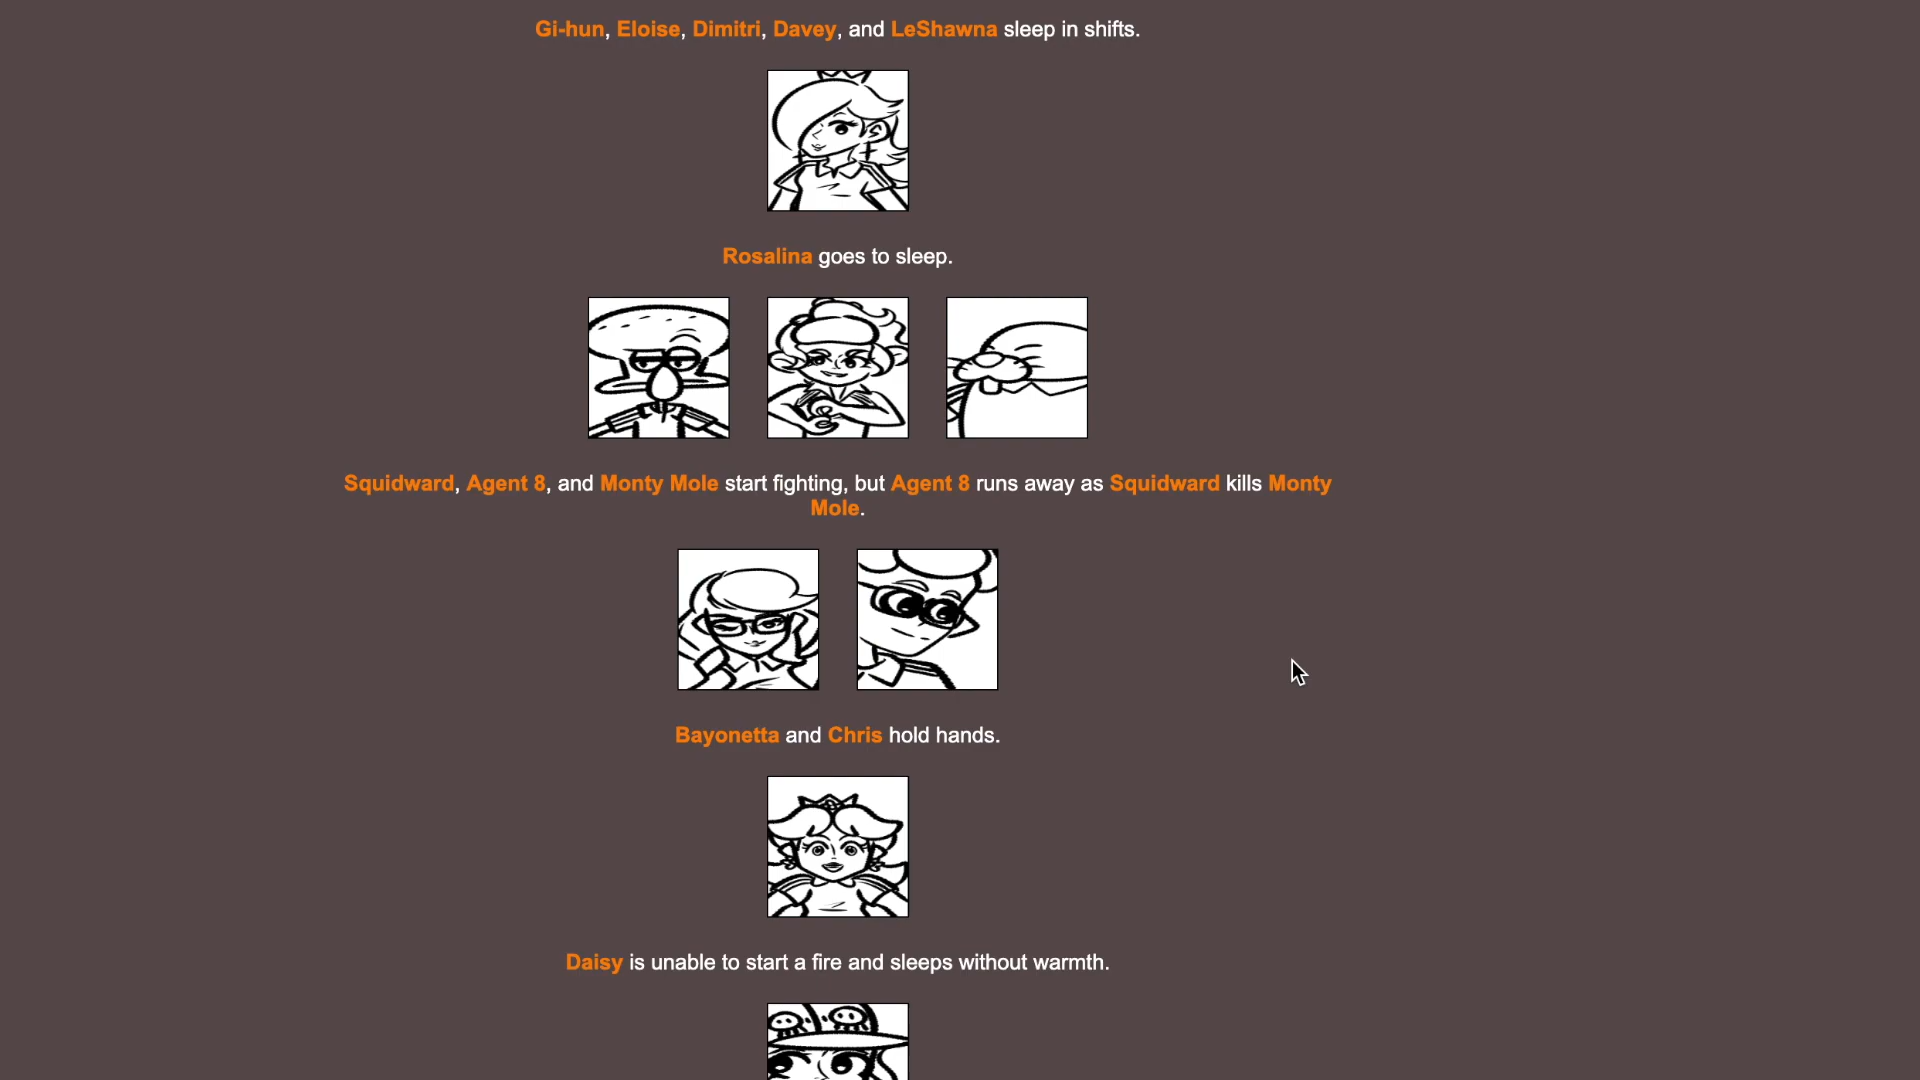 Gi-hun, Eloise, Dimitri, Davey, and LeShawna sleep in shifts.
Rosalina goes to sleep.
Squidward, Agent 8, and Monty Mole start fighting, but Agent 8 runs away as Squidward kills Monty
Mole.
Bayonetta and Chris hold hands.
Daisy is unable to start a fire and sleeps without warmth.